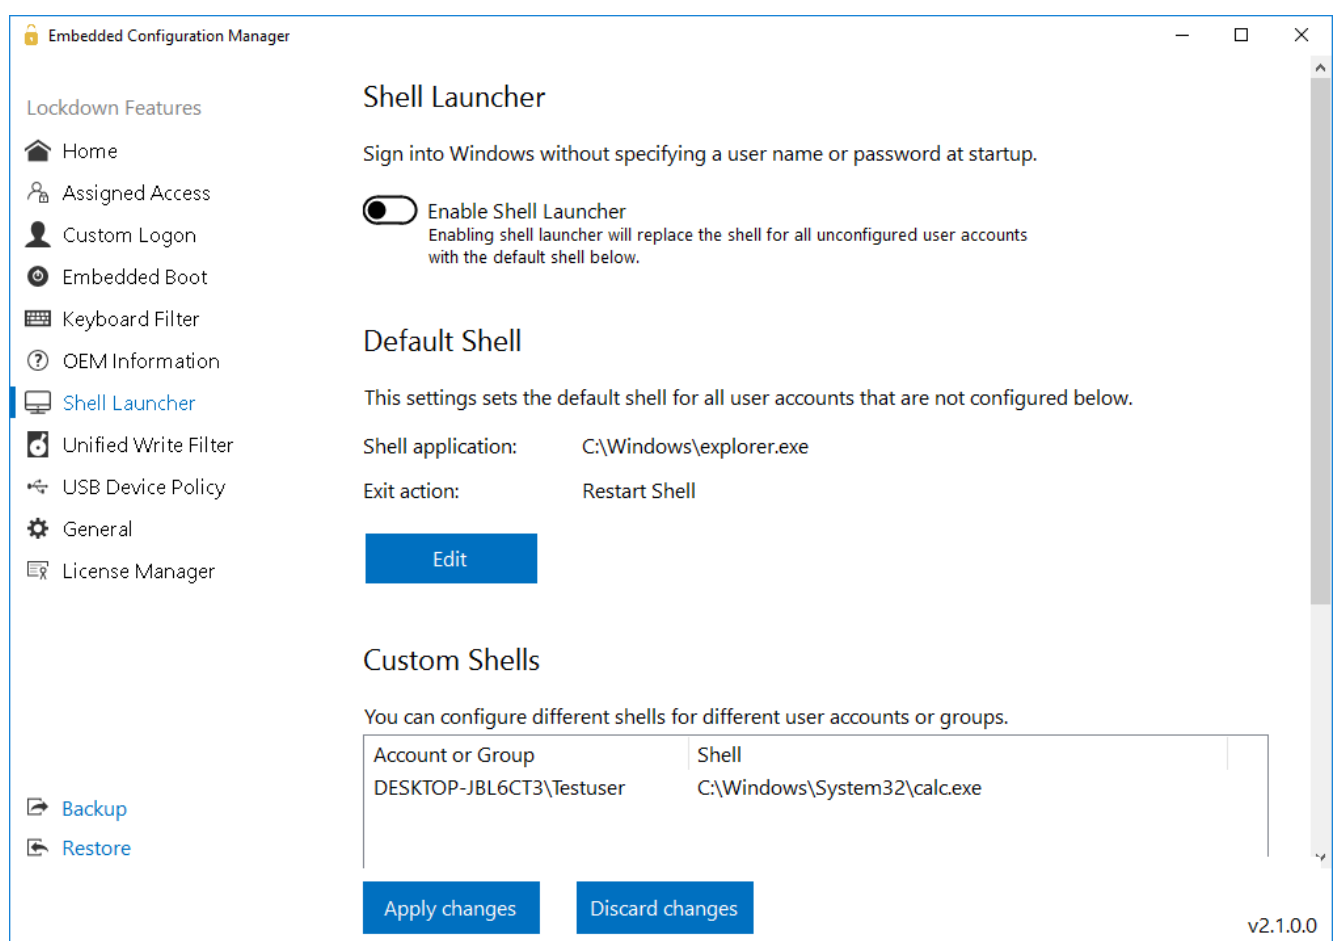 Embedded Configuration Manager
Lockdown Features
Home
Assigned Access
Custom Logon
Embedded Boot
Keyboard Filter
OEM Information
Shell Launcher
Unified Write Filter
USB Device Policy
General
License Manager
Backup
Restore
Shell Launcher
Sign into Windows without specifying a user name or password at startup.
Enable Shell Launcher
Enabling shell launcher will replace the shell for all unconfigured user accounts
with the default shell below.
Default Shell
This settings sets the default shell for all user accounts that are not configured below.
Shell application: C:\Windows\explorer.exe
Exit action: Restart Shell
Edit
Custom Shells
You can configure different shells for different user accounts or groups.
Account or Group Shell
DESKTOP-JBL6CT3\Testuser C:\Windows\System32\calc.exe
Apply changes Discard changes
v2.1.0.0